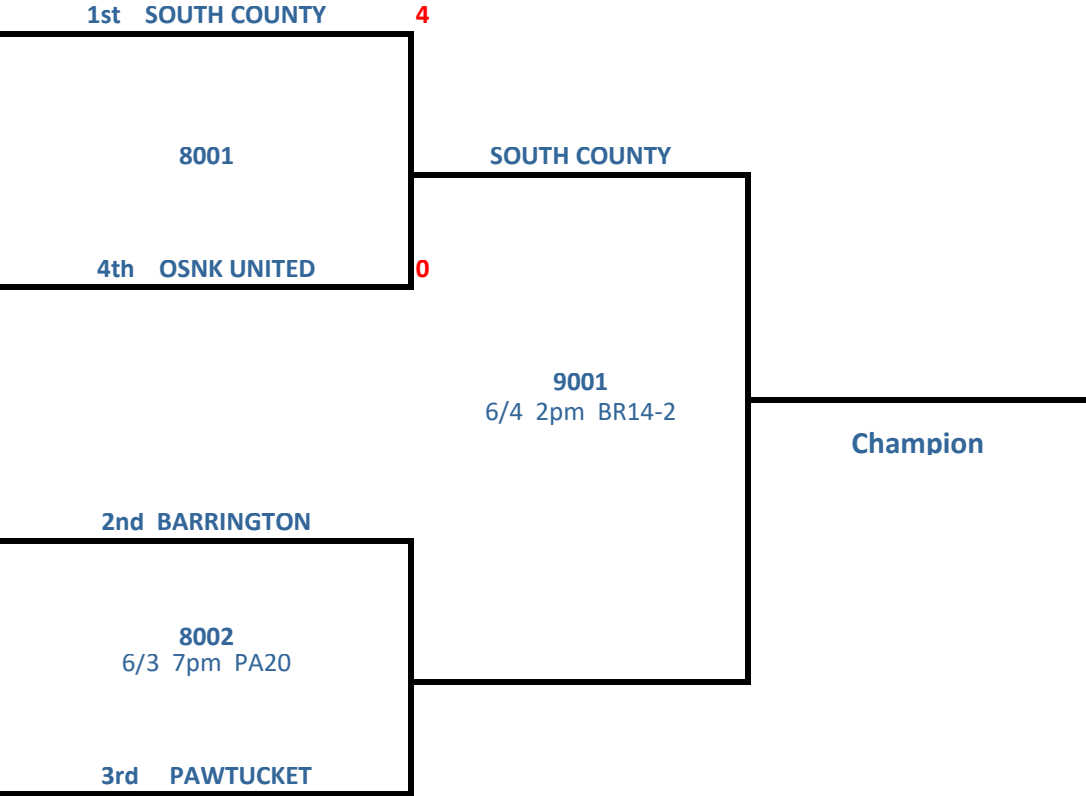 1st SOUTH COUNTY 4
8001
SOUTH COUNTY
4th OSNK UNITED 0
9001
6/4 2pm BR14-2
Champion
2nd BARRINGTON
8002
6/3 7pm PA20
3rd PAWTUCKET